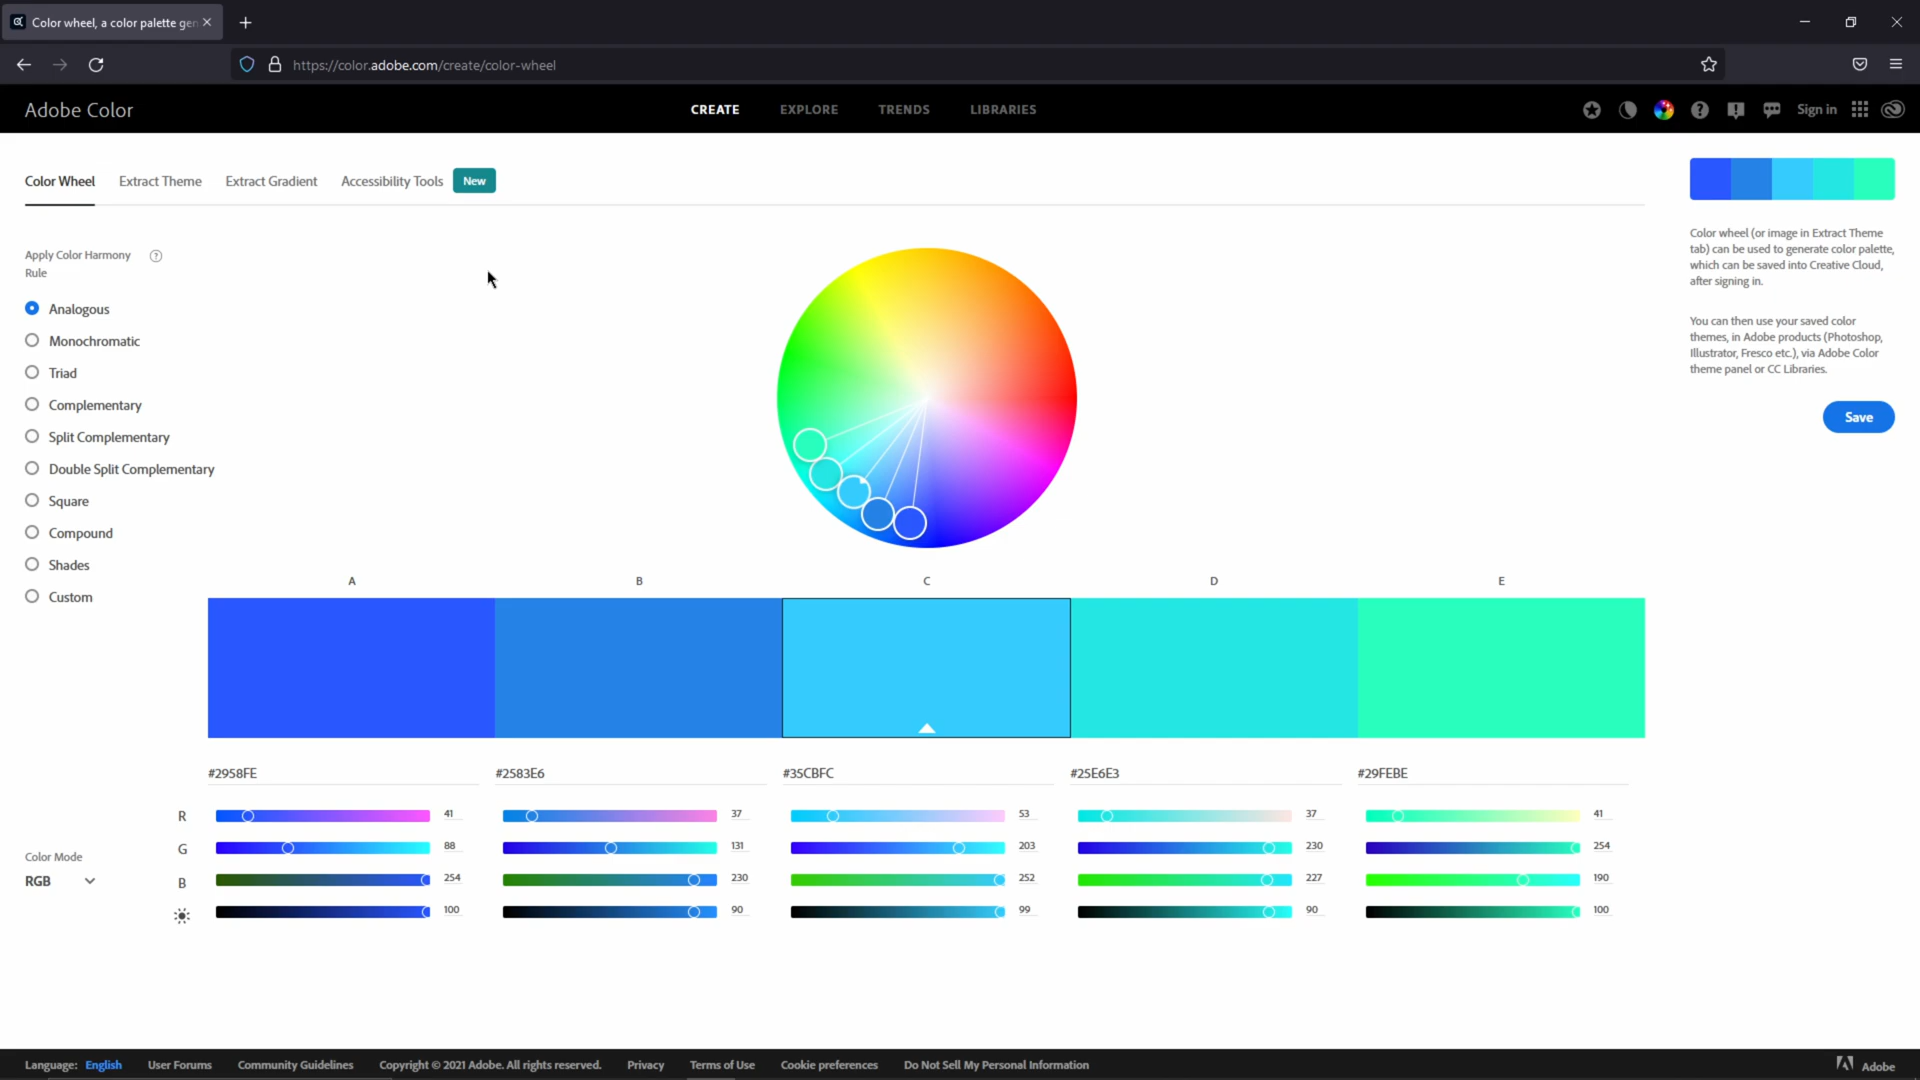 Color wheel, a color palette gen
https://color.adobe.com/create/color-wheel
Adobe Color
CREATE
EXPLORE
TRENDS
LIBRARIES
Sign in
Color Wheel
Extract Theme
Extract Gradient
Accessibility Tools
New
Apply Color Harmony
Rule
Analogous
Monochromatic
Triad
Complementary
Split Complementary
Double Split Complementary
Square
Compound
Shades
Custom
Color wheel (or image in Extract Theme
tab) can be used to generate color palette,
which can be saved into Creative Cloud,
after signing in.
You can then use your saved color
themes, in Adobe products (Photoshop,
Illustrator, Fresco etc.), via Adobe Color
theme panel or CC Libraries.
Save
A
B
C
D
E
#2958FE
#2583E6
#35CBFC
#25E6E3
#29FEBE
R
41
37
53
37
41
G
88
131
203
230
254
Color Mode
RGB
B
254
230
252
227
190
100
90
99
90
100
Language: English
User Forums
Community Guidelines
Copyright © 2021 Adobe. All rights reserved.
Privacy
Terms of Use
Cookie preferences
Do Not Sell My Personal Information
Adobe